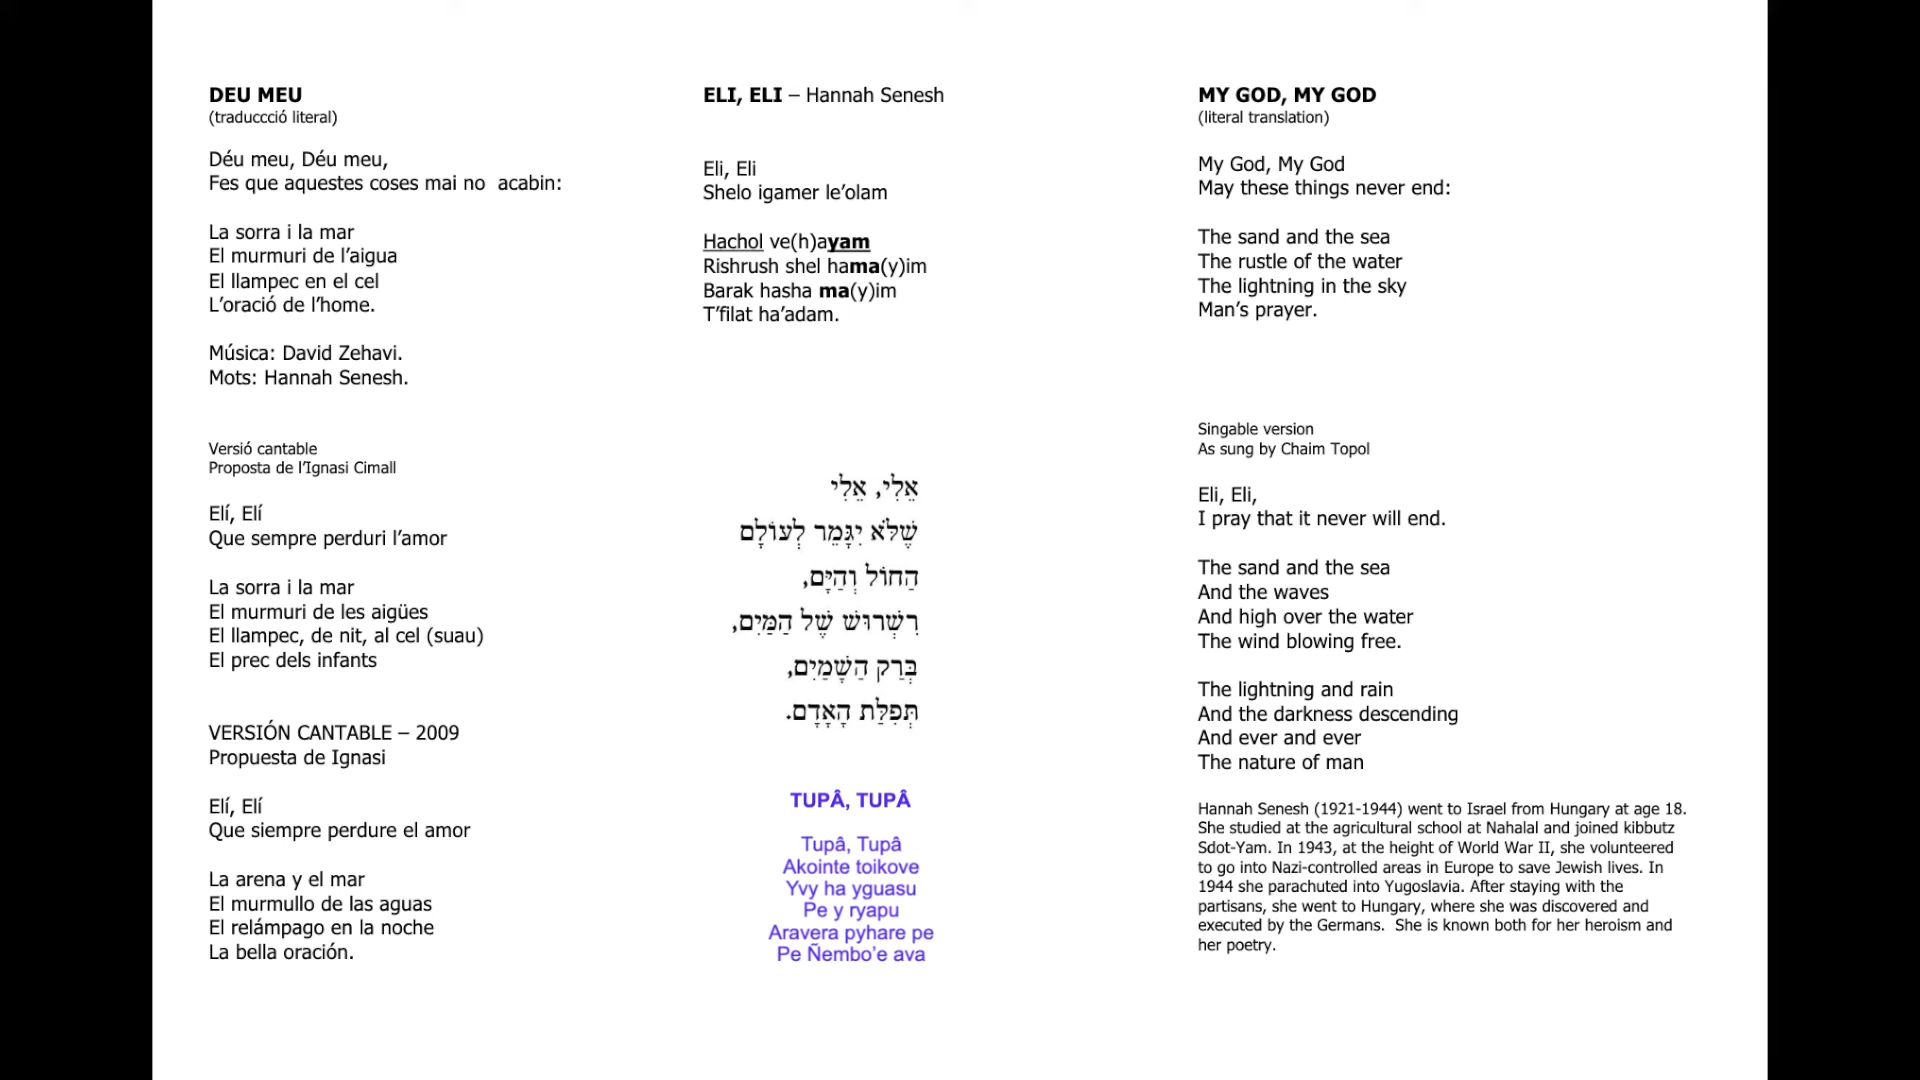 DEU MEU
(traduccció literal)
Déu meu, Déu meu,
Fes que aquestes coses mai no  acabin:
La sorra i la mar
El murmuri de l’aigua
El llampec en el cel
L’oració de l’home.
Música: David Zehavi.
Mots: Hannah Senesh.
Versió cantable
Proposta de l’Ignasi Cimall
Elí, Elí
Que sempre perduri l’amor
La sorra i la mar
El murmuri de les aigües
El llampec, de nit, al cel (suau)
El prec dels infants
VERSIÓN CANTABLE – 2009
Propuesta de Ignasi
Elí, Elí
Que siempre perdure el amor
La arena y el mar
El murmullo de las aguas
El relámpago en la noche
La bella oración.
ELI, ELI – Hannah Senesh
Eli, Eli
Shelo igamer le’olam
Hachol ve(h)ayam
Rishrush shel hama(y)im
Barak hasha ma(y)im
T’filat ha’adam.
אֵלִי, אֵלִי
שֶׁלֹּא יִגָּמֵר לְעוֹלָם
הַחוֹל וְהַיָּם,
רִשְׁרוּשׁ שֶׁל הַמַּיִם,
בְּרַק הַשָּׁמַיִם,
תְּפִלַּת הָאָדָם.
TUPÂ, TUPÂ
Tupâ, Tupâ
Akointe toikove
Yvy ha yguasu
Pe y ryapu
Aravera pyhare pe
Pe Ñembo’e ava
MY GOD, MY GOD
(literal translation)
My God, My God
May these things never end:
The sand and the sea
The rustle of the water
The lightning in the sky
Man’s prayer.
Singable version
As sung by Chaim Topol
Eli, Eli,
I pray that it never will end.
The sand and the sea
And the waves
And high over the water
The wind blowing free.
The lightning and rain
And the darkness descending
And ever and ever
The nature of man
Hannah Senesh (1921-1944) went to Israel from Hungary at age 18.
She studied at the agricultural school at Nahalal and joined kibbutz
Sdot-Yam. In 1943, at the height of World War II, she volunteered
to go into Nazi-controlled areas in Europe to save Jewish lives. In
1944 she parachuted into Yugoslavia. After staying with the
partisans, she went to Hungary, where she was discovered and
executed by the Germans.  She is known both for her heroism and
her poetry.